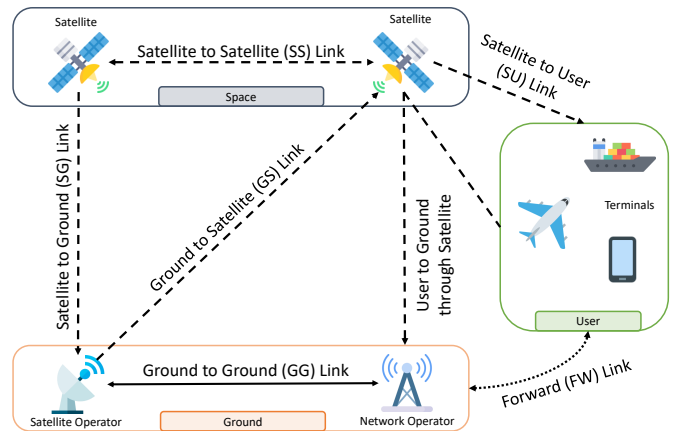 Satellite
Satellite
Satellite to Satellite (SS) Link
Satellite to User
(SU) Link
Space
Satellite to Ground (SG) Link
Ground to Satellite (GS) Link
User to Ground
through Satellite
Terminals
User
Ground to Ground (GG) Link
Forward (FW) Link
Satellite Operator
Ground
Network Operator